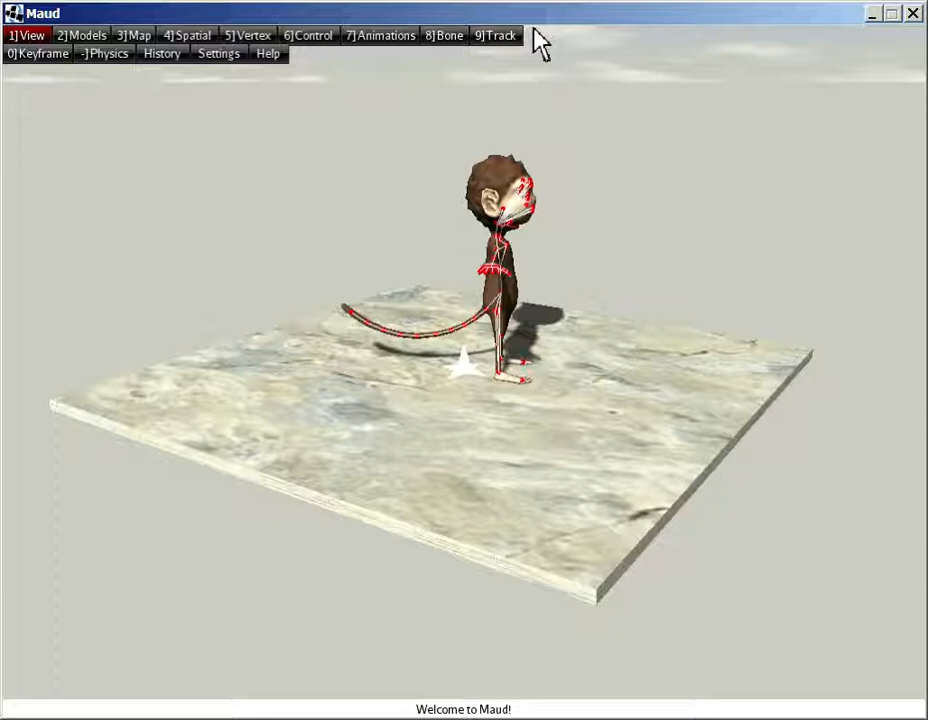 Maud
1]View 2]Models 3]Map 4]Spatial 5]Vertex 6]Control 7]Animations 8]Bone 9]Track
0]Keyframe -]Physics History Settings Help
Welcome to Maud!